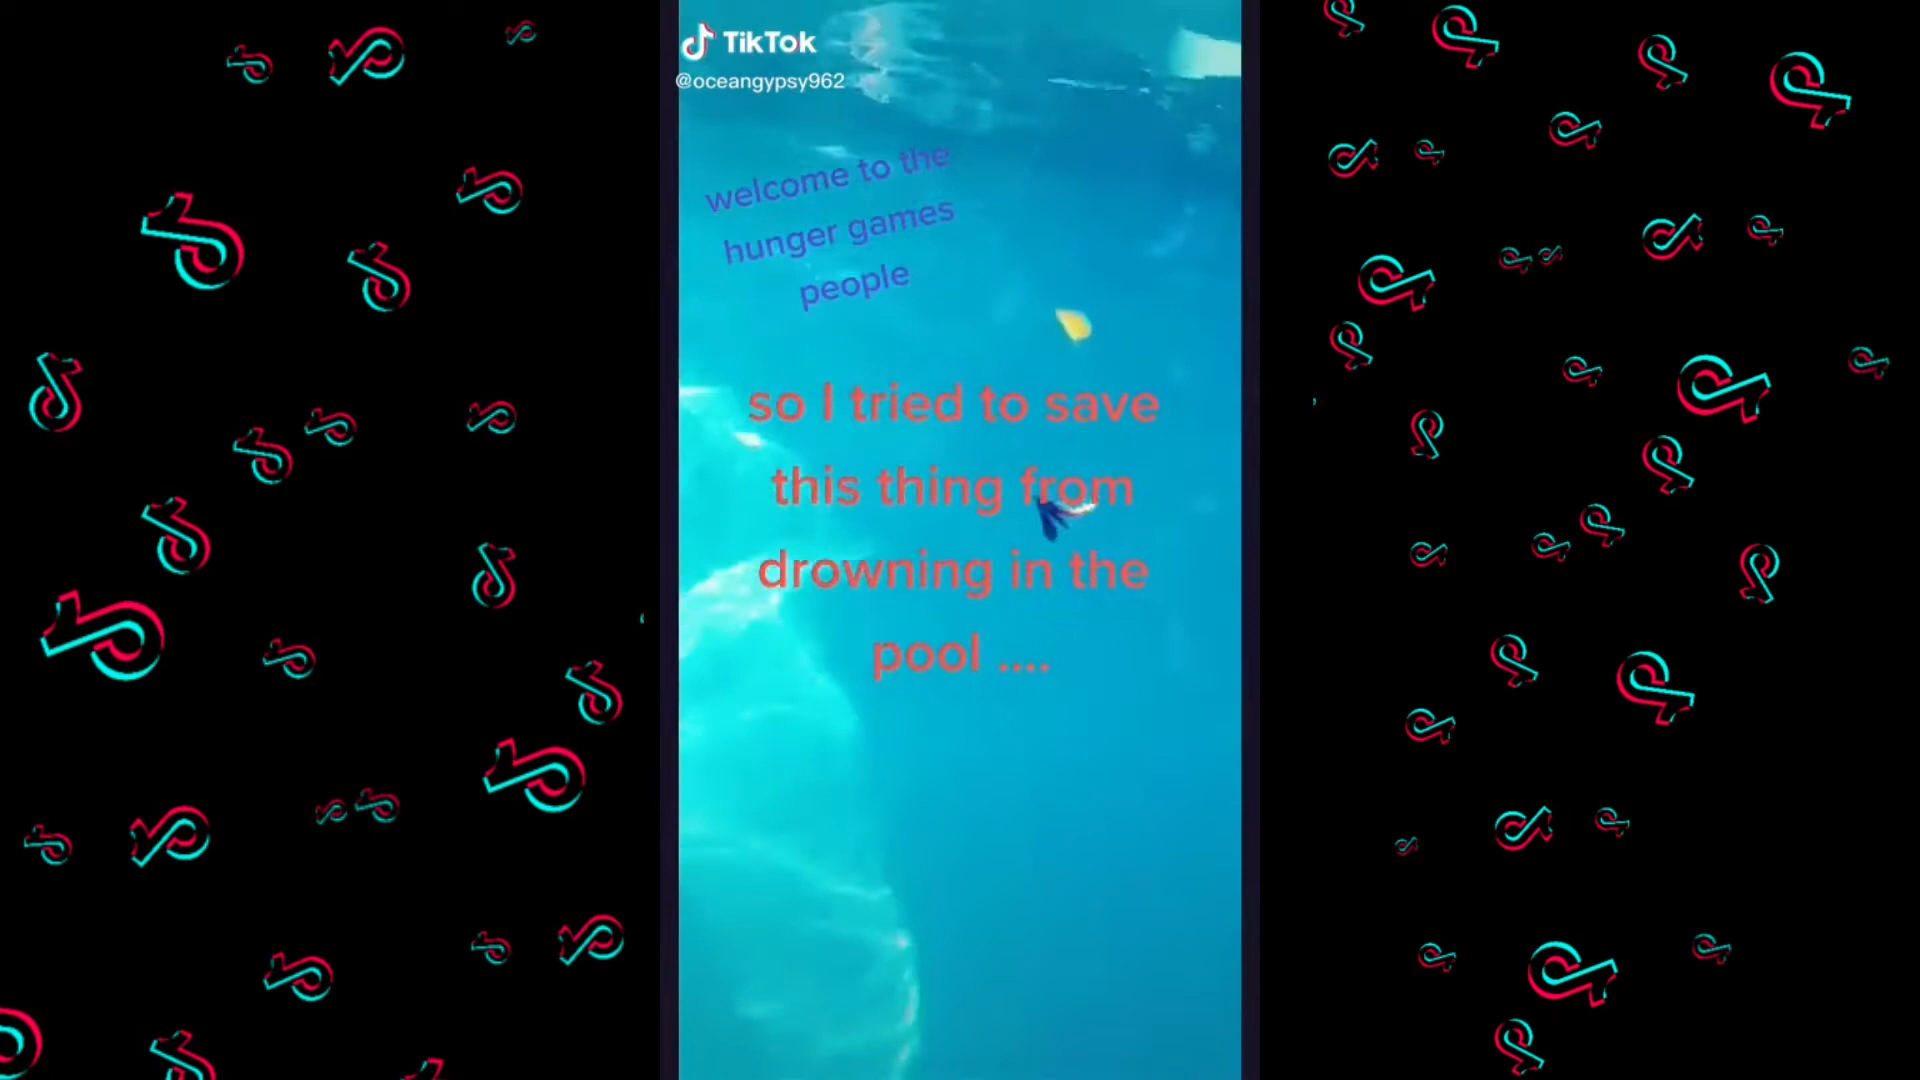 TikTok
@oceangypsy962
welcome to the
hunger games
people
so I tried to save
this thing from
drowning in the
pool ....